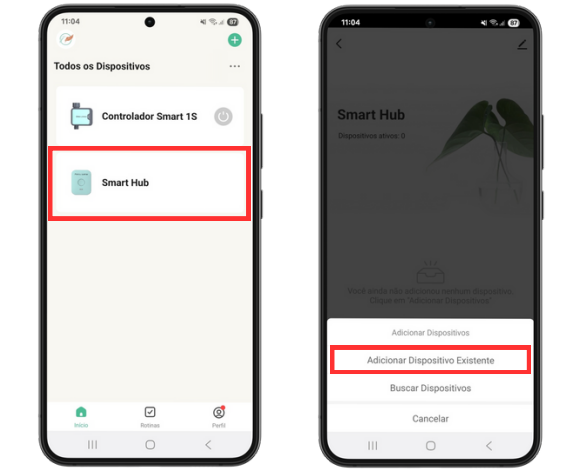 11:04
87
Todos os Dispositivos
Controlador Smart 1S
Smart Hub
Início
Rotinas
Perfil
11:04
87
Smart Hub
Dispositivos ativos: 0
Você ainda não adicionou nenhum dispositivo.
Clique em "Adicionar Dispositivos"
Adicionar Dispositivos
Adicionar Dispositivo Existente
Buscar Dispositivos
Cancelar